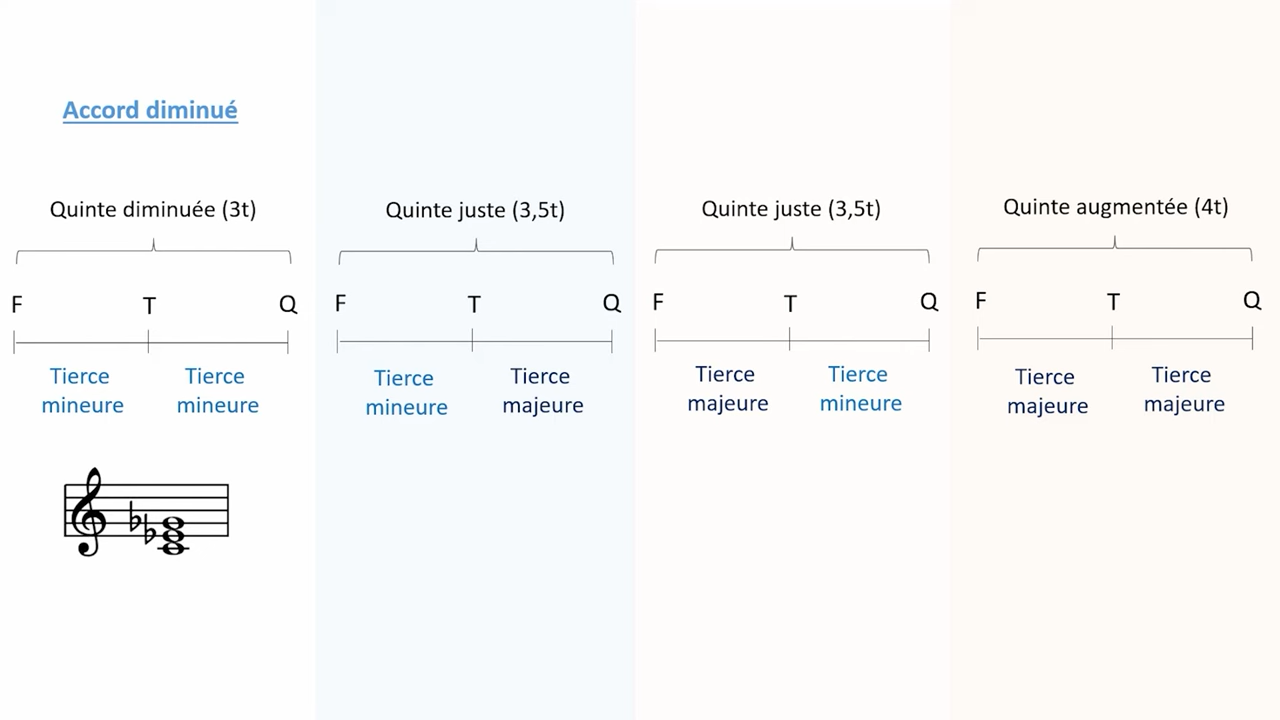 Accord diminué
Quinte diminuée (3t)
F T Q
Tierce mineure
Tierce mineure
Quinte juste (3,5t)
F T Q
Tierce mineure
Tierce majeure
Quinte juste (3,5t)
F T Q
Tierce majeure
Tierce mineure
Quinte augmentée (4t)
F T Q
Tierce majeure
Tierce majeure